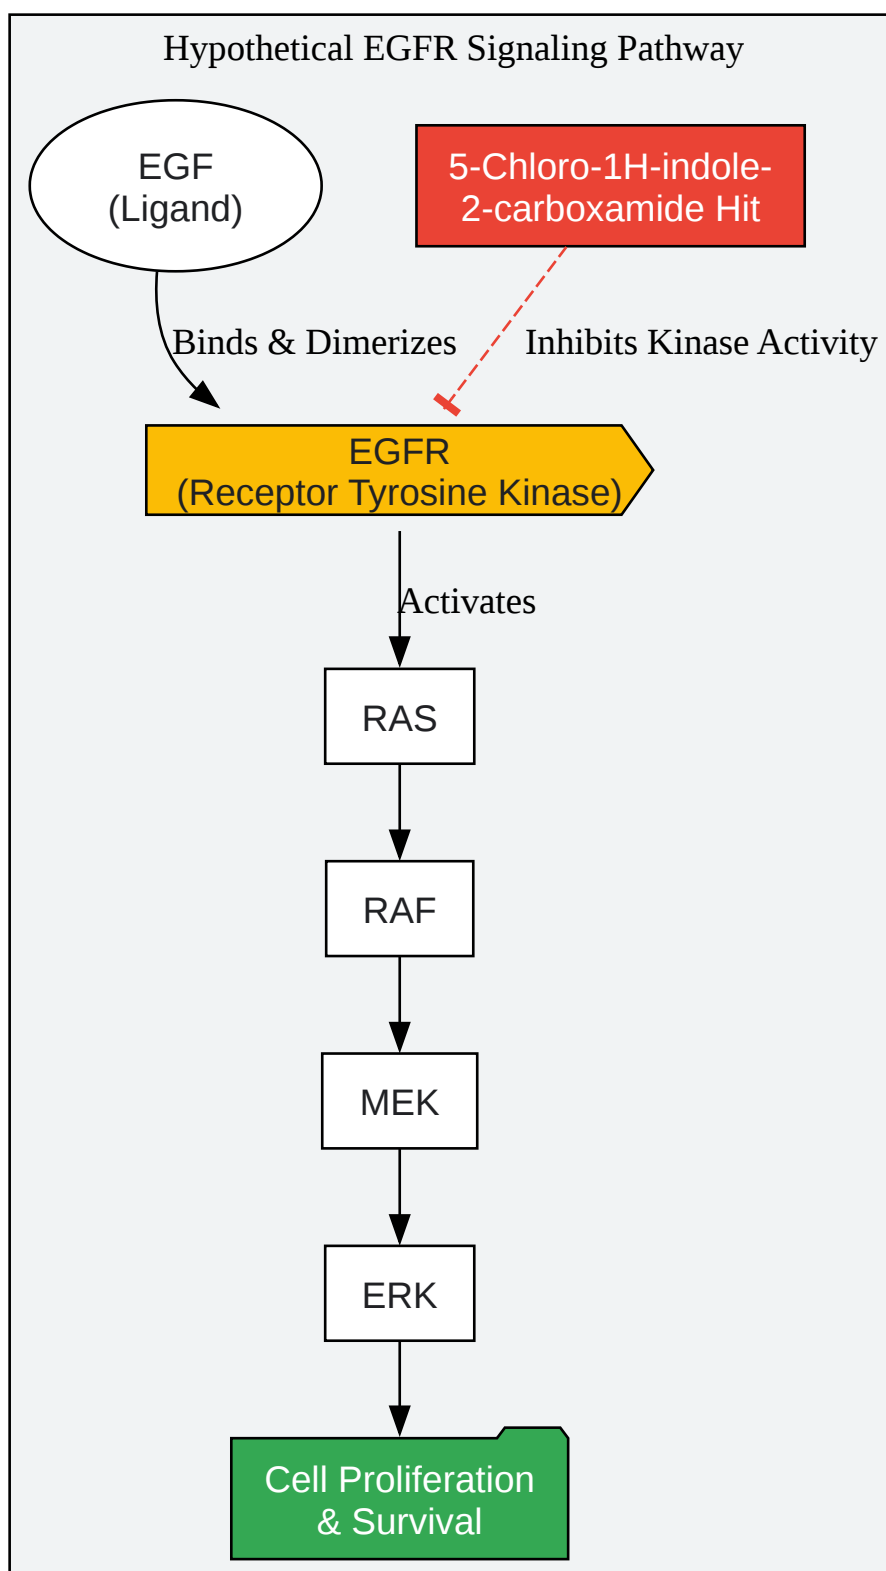 Hypothetical EGFR Signaling Pathway
EGF
(Ligand)
5-Chloro-1H-indole-
2-carboxamide Hit
Binds & Dimerizes
Inhibits Kinase Activity
EGFR
(Receptor Tyrosine Kinase)
Activates
RAS
RAF
MEK
ERK
Cell Proliferation
& Survival